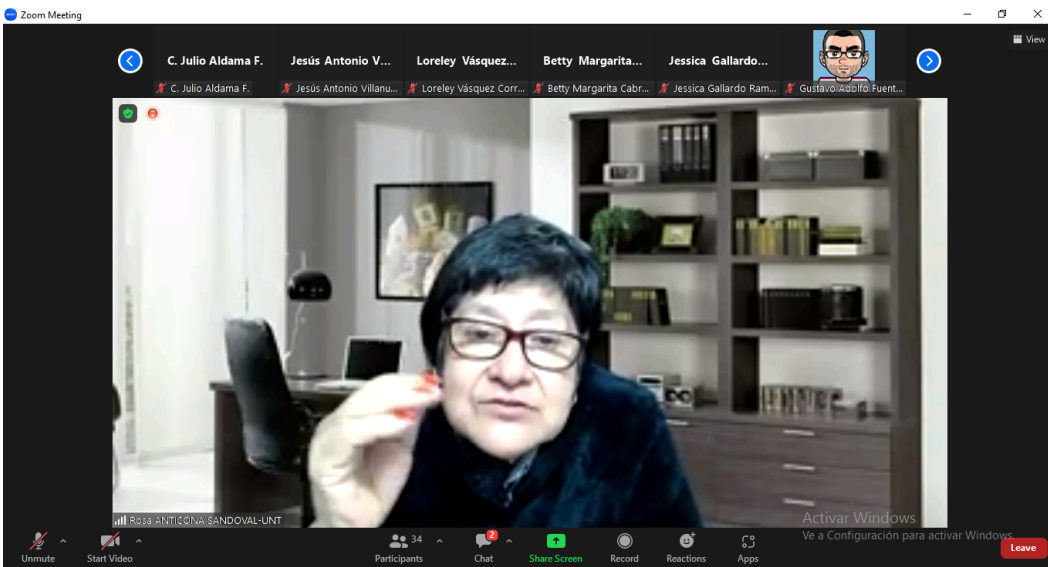 Zoom Meeting
View
C. Julio Aldama F.
Jesús Antonio V...
Loreley Vásquez...
Betty Margarita...
Jessica Gallardo...
C. Julio Aldama F.
Jesús Antonio Villanu...
Loreley Vásquez Corr...
Betty Margarita Cabr...
Jessica Gallardo Ram...
Gustavo Adolfo Fuent...
Rosa ANTICONA SANDOVAL-UNT
Activar Windows
Ve a Configuración para activar Windows.
34
2
Unmute
Start Video
Participants
Chat
Share Screen
Record
Reactions
Apps
Leave